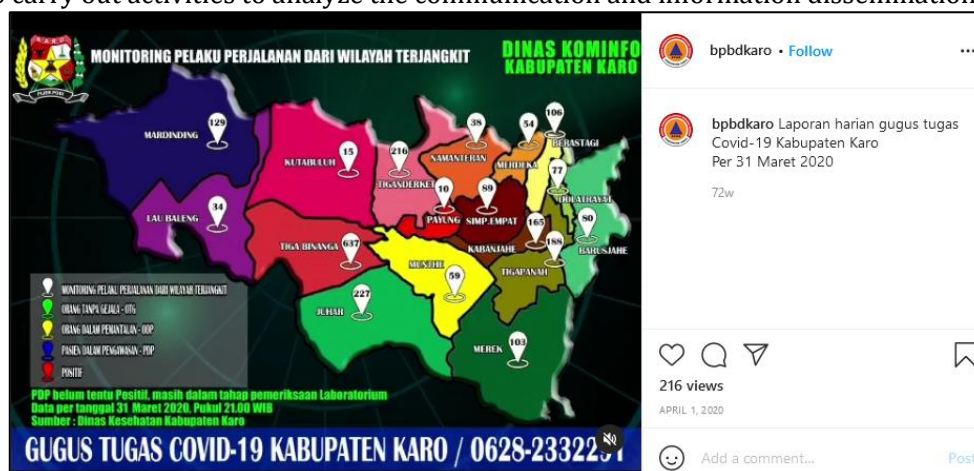 carry out activities to analyze the communication and information dissemination
MONITORING PELAKU PERJALANAN DARI WILAYAH TERJANGKIT
DINAS KOMINFO
KABUPATEN KARO
129
MARDINDING
15
KUTABULUH
216
TIGANDERKET
38
NAMANTERAN
54
MERDEKA
106
BERASTAGI
77
DOLATRAYAT
10
PAYUNG
89
SIMP.EMPAT
34
LAU BALENG
637
TIGA BINANGA
165
KABANJAHE
188
TIGAPANAH
80
BARUSJAHE
59
MUNTHE
227
JUHAR
103
MEREK
MONITORING PELAKU PERJALANAN DARI WILAYAH TERJANGKIT
ORANG TANPA GEJALA - OTG
ORANG DALAM PEMANTAUAN - ODP
PASIEN DALAM PENGAWASAN - PDP
POSITIF
PDP belum tentu Positif, masih dalam tahap pemeriksaan Laboratorium
Data per tanggal 31 Maret 2020, Pukul 21.00 WIB
Sumber : Dinas Kesehatan Kabupaten Karo
GUGUS TUGAS COVID-19 KABUPATEN KARO / 0628-2332291
bpbdkaro • Follow
bpbdkaro Laporan harian gugus tugas
Covid-19 Kabupaten Karo
Per 31 Maret 2020
72w
216 views
APRIL 1, 2020
Add a comment...
Post